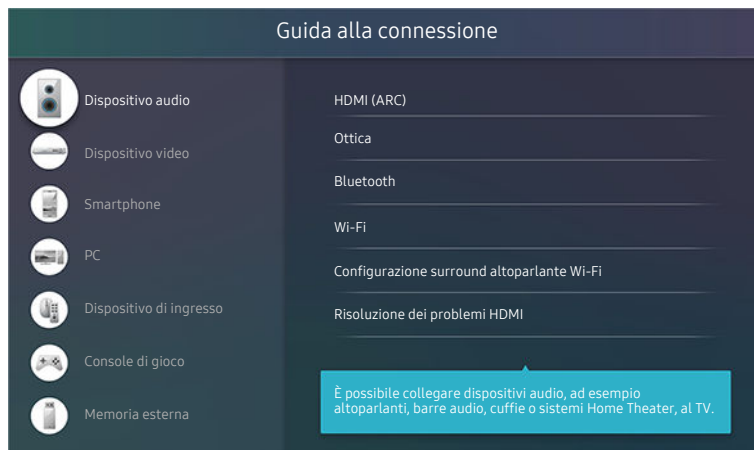 Guida alla connessione
Dispositivo audio
Dispositivo video
Smartphone
PC
Dispositivo di ingresso
Console di gioco
Memoria esterna
HDMI (ARC)
Ottica
Bluetooth
Wi-Fi
Configurazione surround altoparlante Wi-Fi
Risoluzione dei problemi HDMI
È possibile collegare dispositivi audio, ad esempio
altoparlanti, barre audio, cuffie o sistemi Home Theater, al TV.